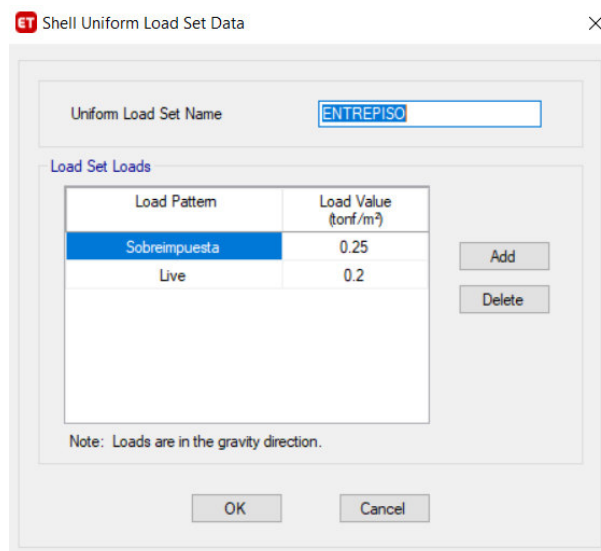 ET Shell Uniform Load Set Data
Uniform Load Set Name
ENTREPISO
Load Set Loads
Load Pattern Load Value
(tonf/m²)
Sobreimpuesta 0.25
Live 0.2
Add
Delete
Note: Loads are in the gravity direction.
OK Cancel